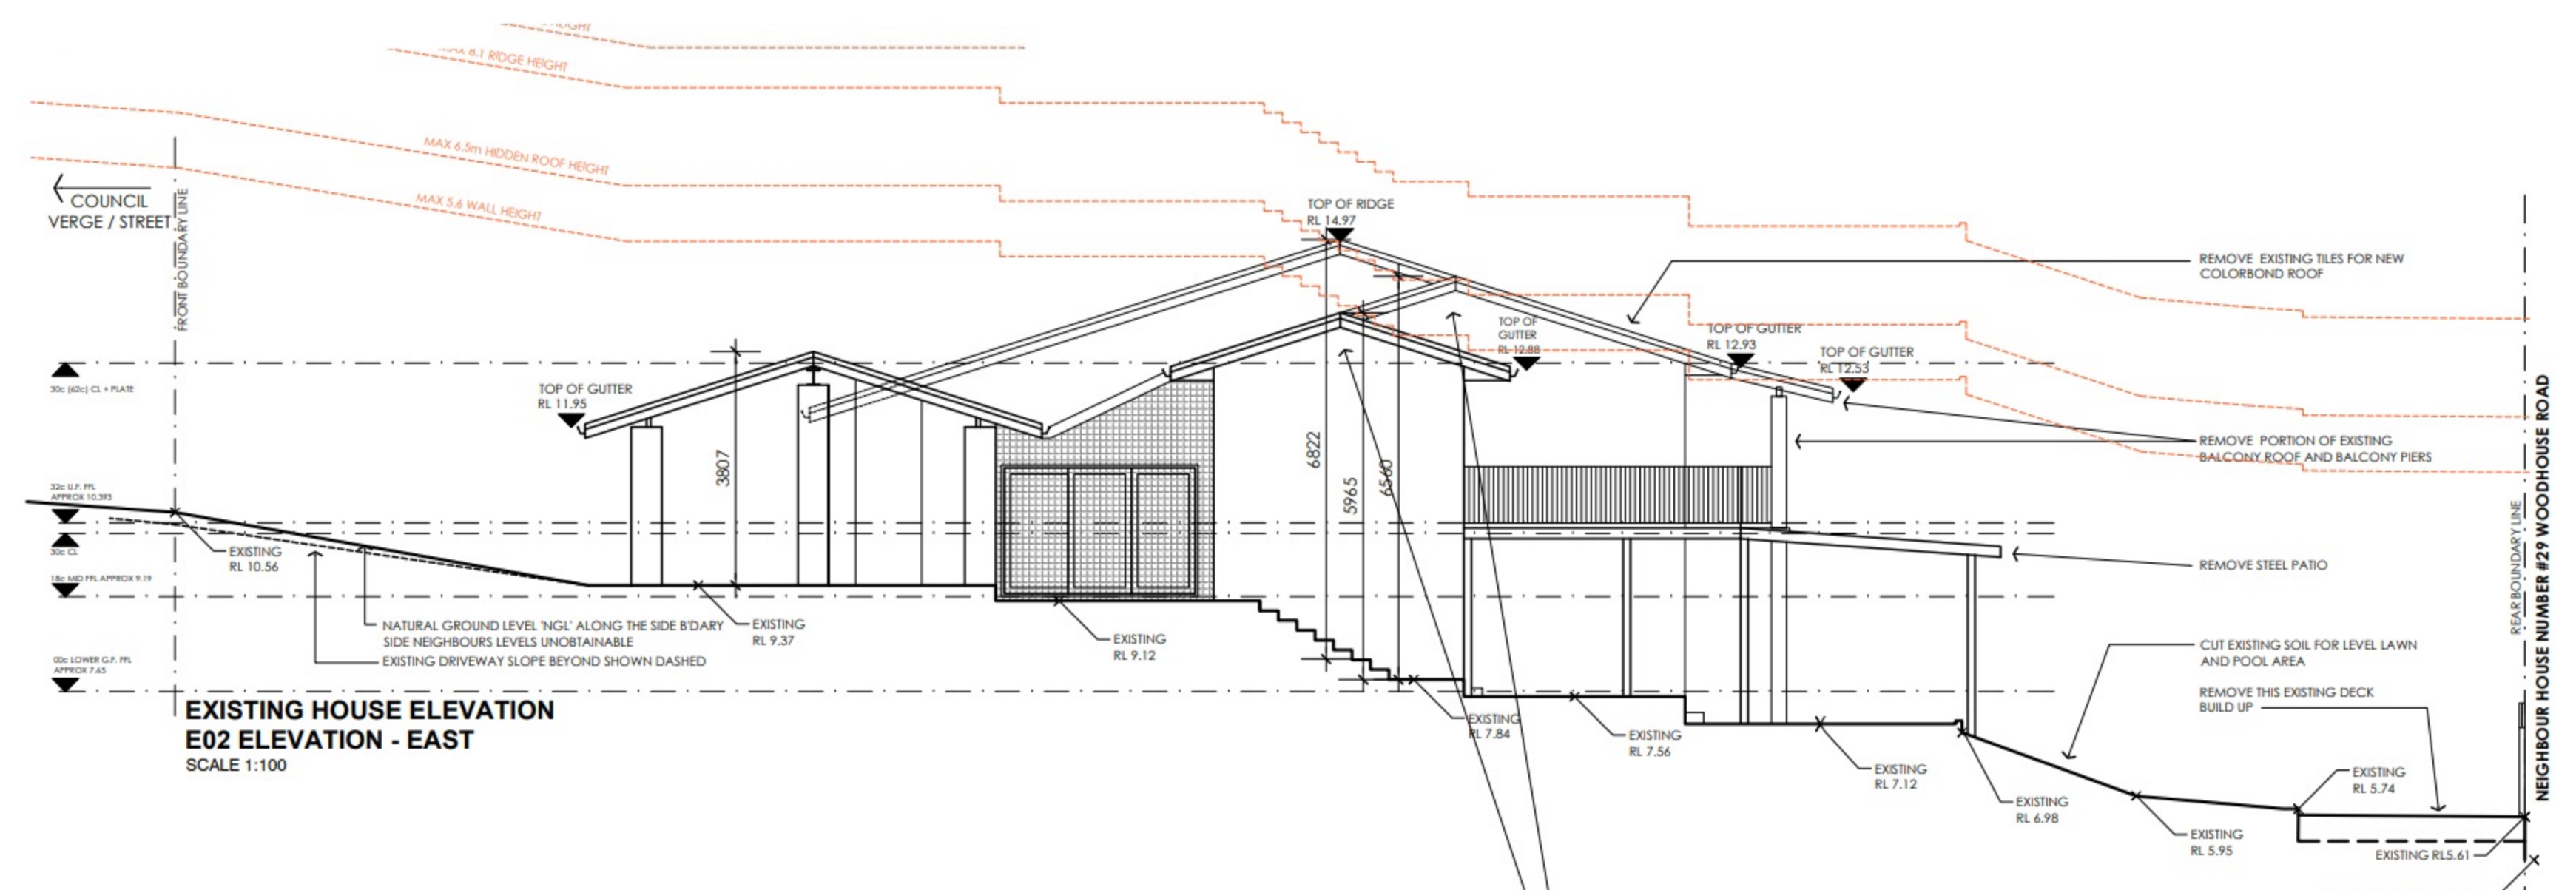 HEIGHT
MAX 8.1 RIDGE HEIGHT
MAX 6.5m HIDDEN ROOF HEIGHT
MAX 5.6 WALL HEIGHT
COUNCIL
VERGE / STREET
FRONT BOUNDARY LINE
TOP OF RIDGE
RL 14.97
REMOVE EXISTING TILES FOR NEW
COLORBOND ROOF
TOP OF
GUTTER
RL 12.88
TOP OF GUTTER
RL 12.93
TOP OF GUTTER
RL 12.53
30c (62c) CL + PLATE
TOP OF GUTTER
RL 11.95
3807
6822
5965
6560
REMOVE PORTION OF EXISTING
BALCONY ROOF AND BALCONY PIERS
32c U.F. FFL
APPROX 10.393
30c CL
18c MID FFL APPROX 9.19
00c LOWER G.F. FFL
APPROX 7.65
EXISTING
RL 10.56
REMOVE STEEL PATIO
NATURAL GROUND LEVEL 'NGL' ALONG THE SIDE B'DARY
SIDE NEIGHBOURS LEVELS UNOBTAINABLE
EXISTING DRIVEWAY SLOPE BEYOND SHOWN DASHED
EXISTING
RL 9.37
EXISTING
RL 9.12
CUT EXISTING SOIL FOR LEVEL LAWN
AND POOL AREA
REMOVE THIS EXISTING DECK
BUILD UP
EXISTING
RL 7.84
EXISTING
RL 7.56
EXISTING
RL 7.12
EXISTING
RL 6.98
EXISTING
RL 5.95
EXISTING
RL 5.74
EXISTING RL5.61
REAR BOUNDARY LINE
NEIGHBOUR HOUSE NUMBER #29 WOODHOUSE ROAD
EXISTING HOUSE ELEVATION
E02 ELEVATION - EAST
SCALE 1:100